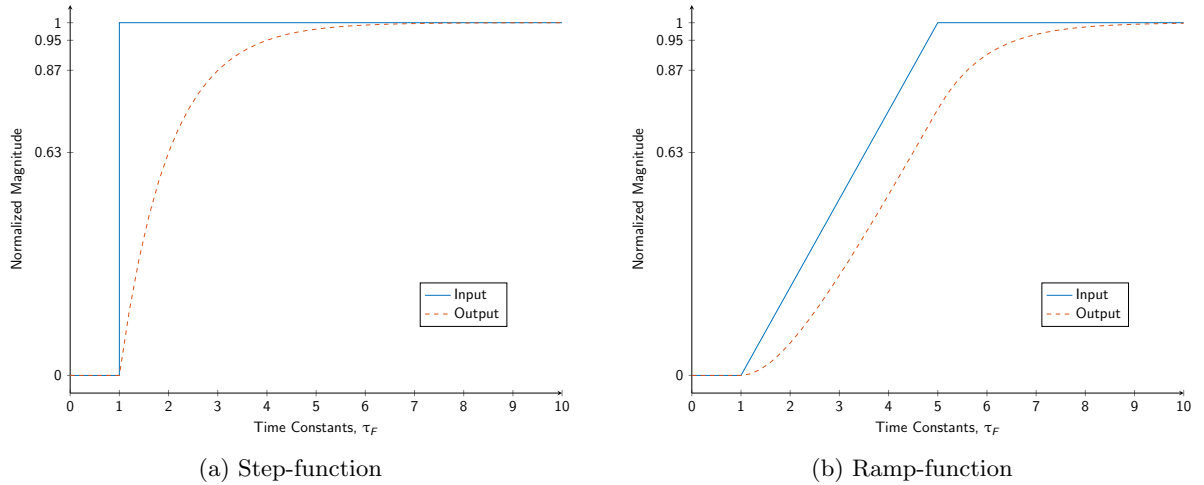 1
0.95
0.87
0.63
0
Normalized Magnitude
Input
Output
0 1 2 3 4 5 6 7 8 9 10
Time Constants, τF
(a) Step-function
1
0.95
0.87
0.63
0
Normalized Magnitude
Input
Output
0 1 2 3 4 5 6 7 8 9 10
Time Constants, τF
(b) Ramp-function